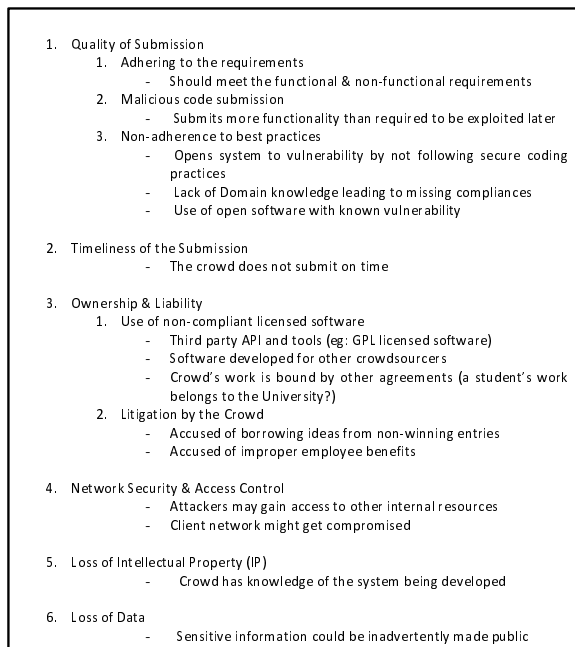 1. Quality of Submission
1. Adhering to the requirements
- Should meet the functional & non-functional requirements
2. Malicious code submission
- Submits more functionality than required to be exploited later
3. Non-adherence to best practices
- Opens system to vulnerability by not following secure coding
practices
- Lack of Domain knowledge leading to missing compliances
- Use of open software with known vulnerability
2. Timeliness of the Submission
- The crowd does not submit on time
3. Ownership & Liability
1. Use of non-compliant licensed software
- Third party API and tools (eg: GPL licensed software)
- Software developed for other crowdsourcers
- Crowd's work is bound by other agreements (a student's work
belongs to the University?)
2. Litigation by the Crowd
- Accused of borrowing ideas from non-winning entries
- Accused of improper employee benefits
4. Network Security & Access Control
- Attackers may gain access to other internal resources
- Client network might get compromised
5. Loss of Intellectual Property (IP)
- Crowd has knowledge of the system being developed
6. Loss of Data
- Sensitive information could be inadvertently made public